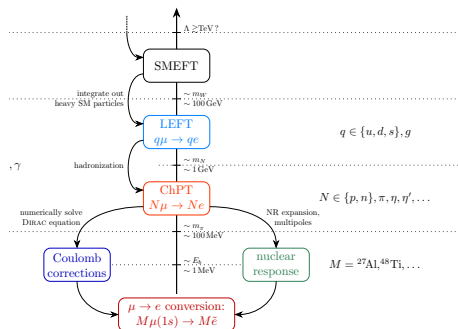 Λ ≳TeV ?
SMEFT
integrate out
heavy SM particles
∼ m_W
∼ 100 GeV
LEFT
qμ → qe
q ∈ {u, d, s}, g
, γ
hadronization
∼ m_N
∼ 1 GeV
ChPT
Nμ → Ne
N ∈ {p, n}, π, η, η′, . . .
numerically solve
Dirac equation
NR expansion,
multipoles
∼ m_π
∼ 100 MeV
Coulomb
corrections
∼ E_b
∼ 1 MeV
nuclear
response
M = ²⁷Al, ⁴⁸Ti, . . .
μ → e conversion:
Mμ(1s) → Mẽ